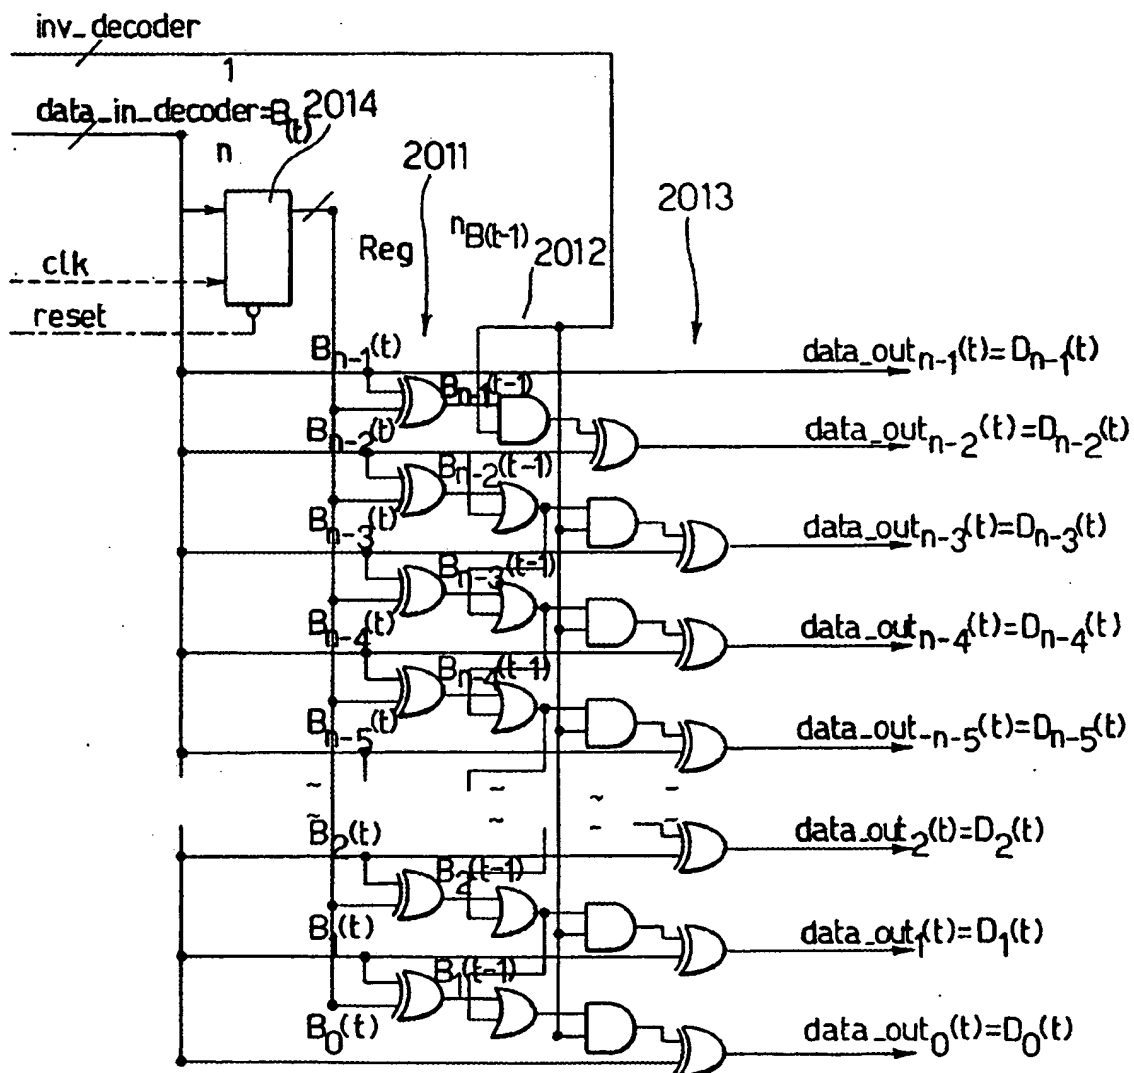 inv_decoder
1
data_in_decoder=B(t)
2014
n
2011
2013
Reg
nB(t-1)
2012
clk
reset
Bn-1(t)
data_outn-1(t)=Dn-1(t)
Bn-1(t-1)
Bn-2(t)
data_outn-2(t)=Dn-2(t)
Bn-2(t-1)
Bn-3(t)
data_outn-3(t)=Dn-3(t)
Bn-3(t-1)
Bn-4(t)
data_outn-4(t)=Dn-4(t)
Bn-4(t-1)
Bn-5(t)
data_out-n-5(t)=Dn-5(t)
B2(t)
data_out2(t)=D2(t)
B2(t-1)
B1(t)
data_out1(t)=D1(t)
B1(t-1)
B0(t)
data_out0(t)=D0(t)